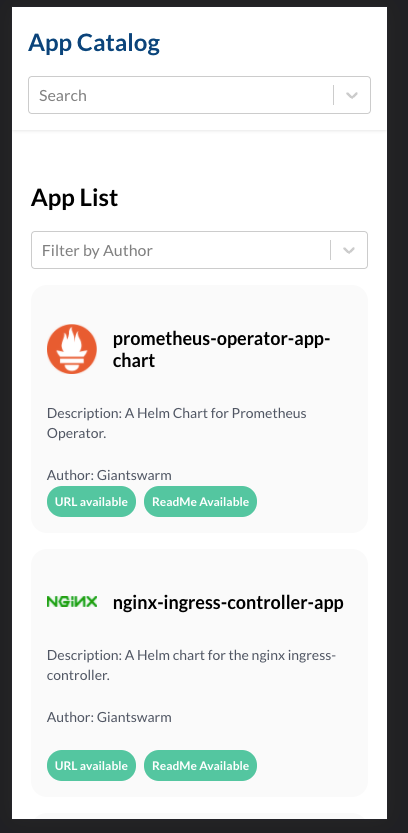 App Catalog
Search
App List
Filter by Author
prometheus-operator-app-
chart
Description: A Helm Chart for Prometheus
Operator.
Author: Giantswarm
URL available
ReadMe Available
NGINX
nginx-ingress-controller-app
Description: A Helm chart for the nginx ingress-
controller.
Author: Giantswarm
URL available
ReadMe Available